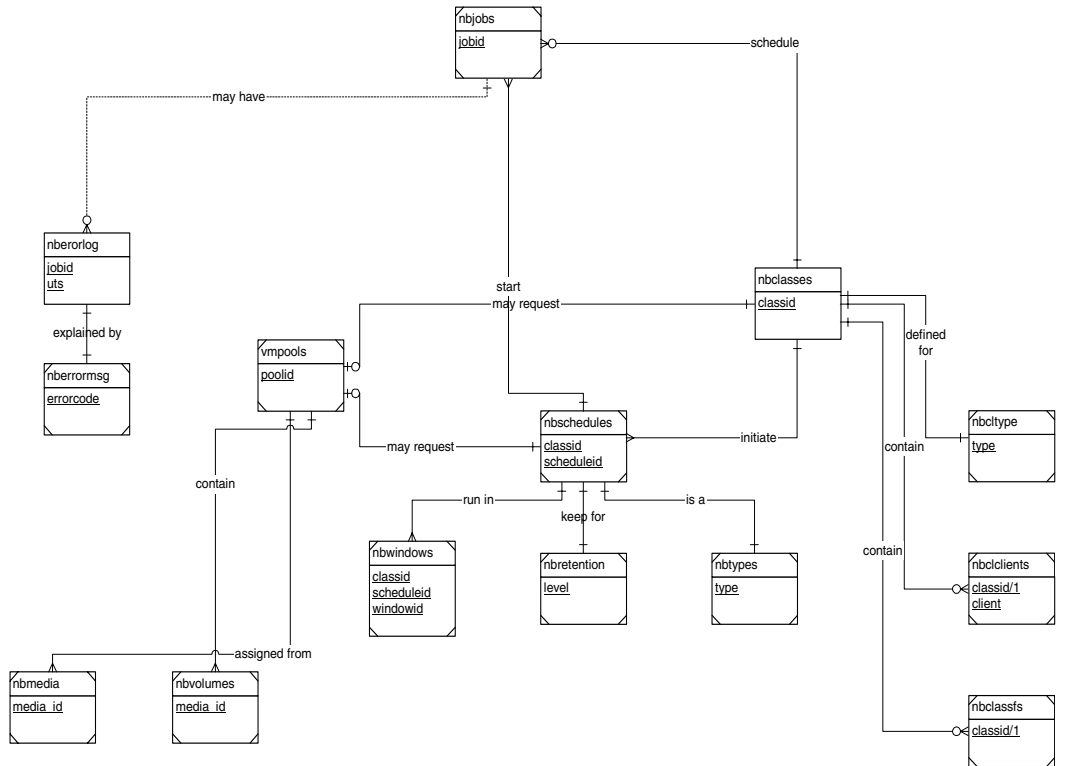 nbjobs
jobid
schedule
may have
nberorlog
jobid
uts
explained by
nberrormsg
errorcode
start
may request
nbclasses
classid
defined
for
vmpools
poolid
may request
nbschedules
classid
scheduleid
initiate
contain
nbcltype
type
contain
run in
keep for
is a
nbwindows
classid
scheduleid
windowid
nbretention
level
nbtypes
type
contain
nbclclients
classid/1
client
assigned from
nbmedia
media_id
nbvolumes
media_id
nbclassfs
classid/1